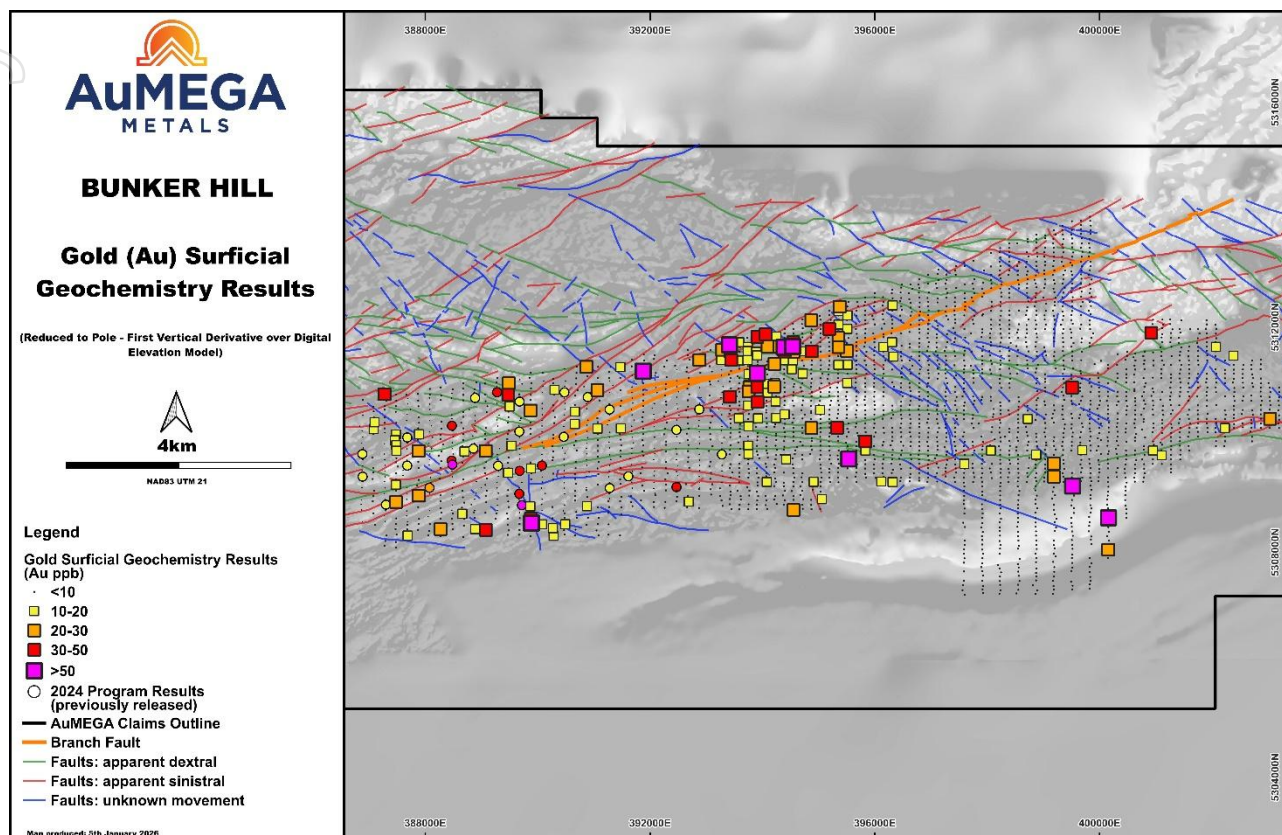 AuMEGA
METALS
BUNKER HILL
Gold (Au) Surficial
Geochemistry Results
(Reduced to Pole - First Vertical Derivative over Digital
Elevation Model)
4km
NAD83 UTM 21
Legend
Gold Surficial Geochemistry Results
(Au ppb)
<10
10-20
20-30
30-50
>50
2024 Program Results
(previously released)
AuMEGA Claims Outline
Branch Fault
Faults: apparent dextral
Faults: apparent sinistral
Faults: unknown movement
Map produced: 5th January 2026
388000E
392000E
396000E
400000E
5316000N
5312000N
5308000N
5304000N
388000E
392000E
396000E
400000E